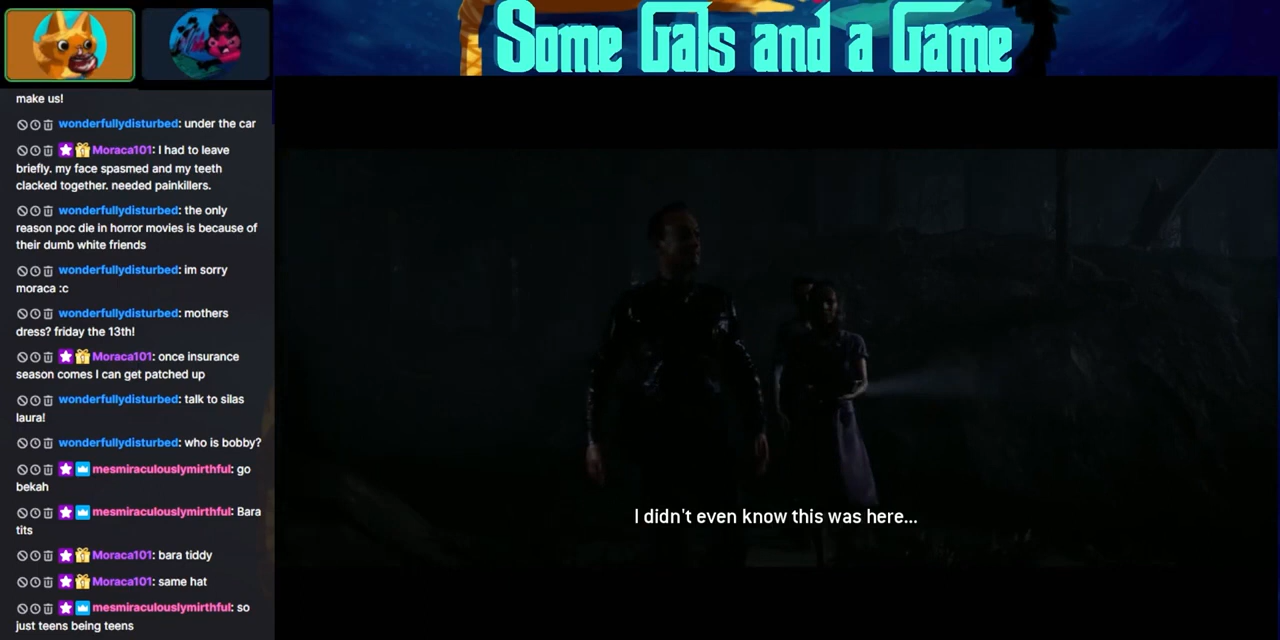 Some Gals and a Game
make us!
wonderfullydisturbed: under the car
Moraca101: I had to leave
briefly. my face spasmed and my teeth
clacked together. needed painkillers.
wonderfullydisturbed: the only
reason poc die in horror movies is because of
their dumb white friends
wonderfullydisturbed: im sorry
moraca :c
wonderfullydisturbed: mothers
dress? friday the 13th!
Moraca101: once insurance
season comes I can get patched up
wonderfullydisturbed: talk to silas
laura!
wonderfullydisturbed: who is bobby?
mesmiraculouslymirthful: go
bekah
mesmiraculouslymirthful: Bara
tits
Moraca101: bara tiddy
Moraca101: same hat
mesmiraculouslymirthful: so
just teens being teens
I didn't even know this was here...